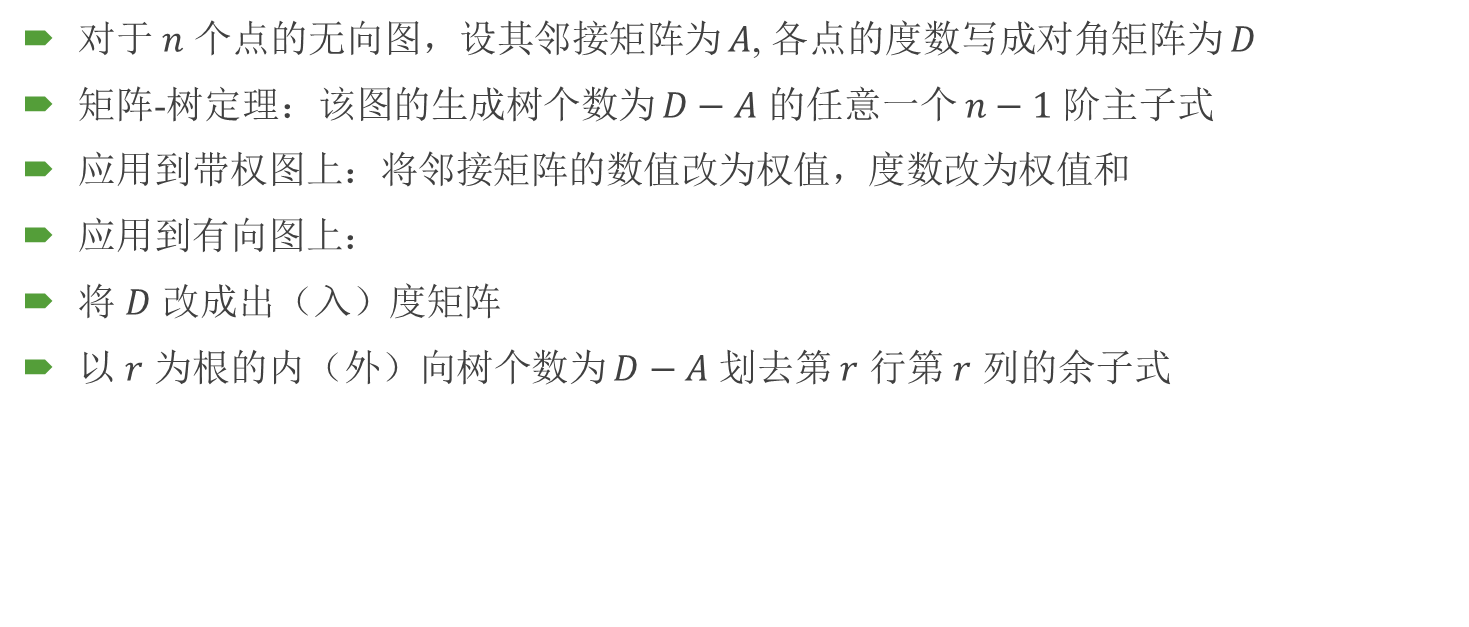 对于 n 个点的无向图，设其邻接矩阵为 A, 各点的度数写成对角矩阵为 D
矩阵-树定理：该图的生成树个数为 D − A 的任意一个 n − 1 阶主子式
应用到带权图上：将邻接矩阵的数值改为权值，度数改为权值和
应用到有向图上：
将 D 改成出（入）度矩阵
以 r 为根的内（外）向树个数为 D − A 划去第 r 行第 r 列的余子式